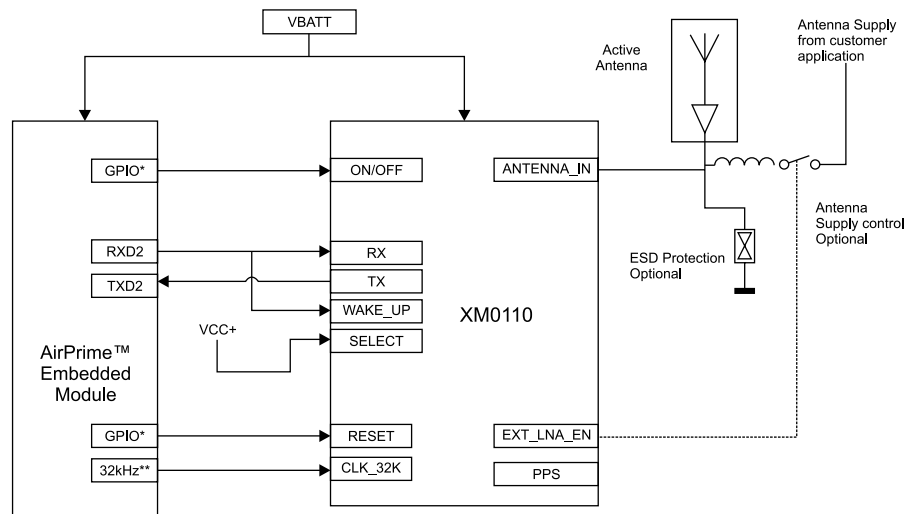 VBATT
Active
Antenna
Antenna Supply
from customer
application
GPIO*
ON/OFF
ANTENNA_IN
RXD2
RX
TXD2
TX
WAKE_UP
VCC+
SELECT
XM0110
ESD Protection
Optional
Antenna
Supply control
Optional
AirPrime™
Embedded
Module
GPIO*
RESET
EXT_LNA_EN
32kHz**
CLK_32K
PPS